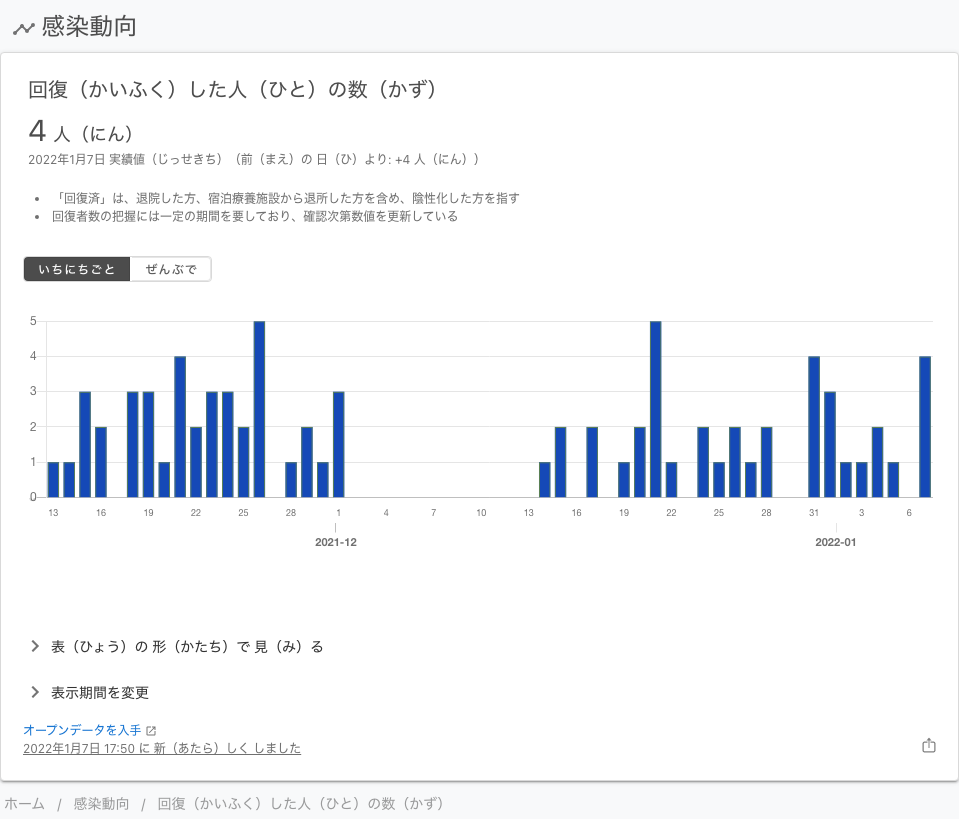 感染動向
回復（かいふく）した人（ひと）の数（かず）
4 人（にん）
2022年1月7日 実績値（じっせきち）（前（まえ）の 日（ひ）より: +4 人（にん））
• 「回復済」は、退院した方、宿泊療養施設から退所した方を含め、陰性化した方を指す
• 回復者数の把握には一定の期間を要しており、確認次第数値を更新している
いちにちごと ぜんぶで
5
4
3
2
1
0
13 16 19 22 25 28 1 4 7 10 13 16 19 22 25 28 31 3 6
2021-12 2022-01
表（ひょう）の 形（かたち）で 見（み）る
表示期間を変更
オープンデータを入手
2022年1月7日 17:50 に 新（あたら）しく しました
ホーム / 感染動向 / 回復（かいふく）した人（ひと）の数（かず）